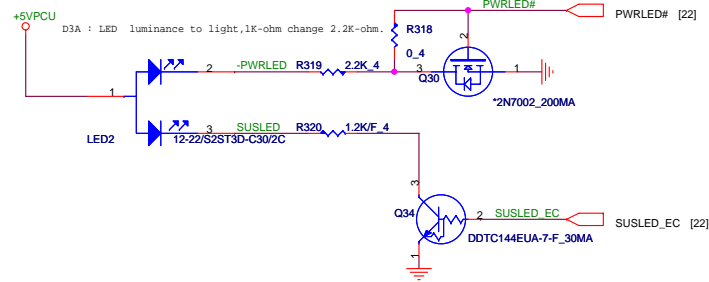 PWRLED#
PWRLED# [22]
+5VPCU
D3A : LED luminance to light,1K-ohm change 2.2K-ohm.
R318
0_4
2
2
-PWRLED
R319
2.2K_4
3
1
Q30
*2N7002_200MA
1
3
SUSLED
R320
1.2K/F_4
LED2
12-22/S2ST3D-C30/2C
3
Q34
2
SUSLED_EC
SUSLED_EC [22]
DDTC144EUA-7-F_30MA
1